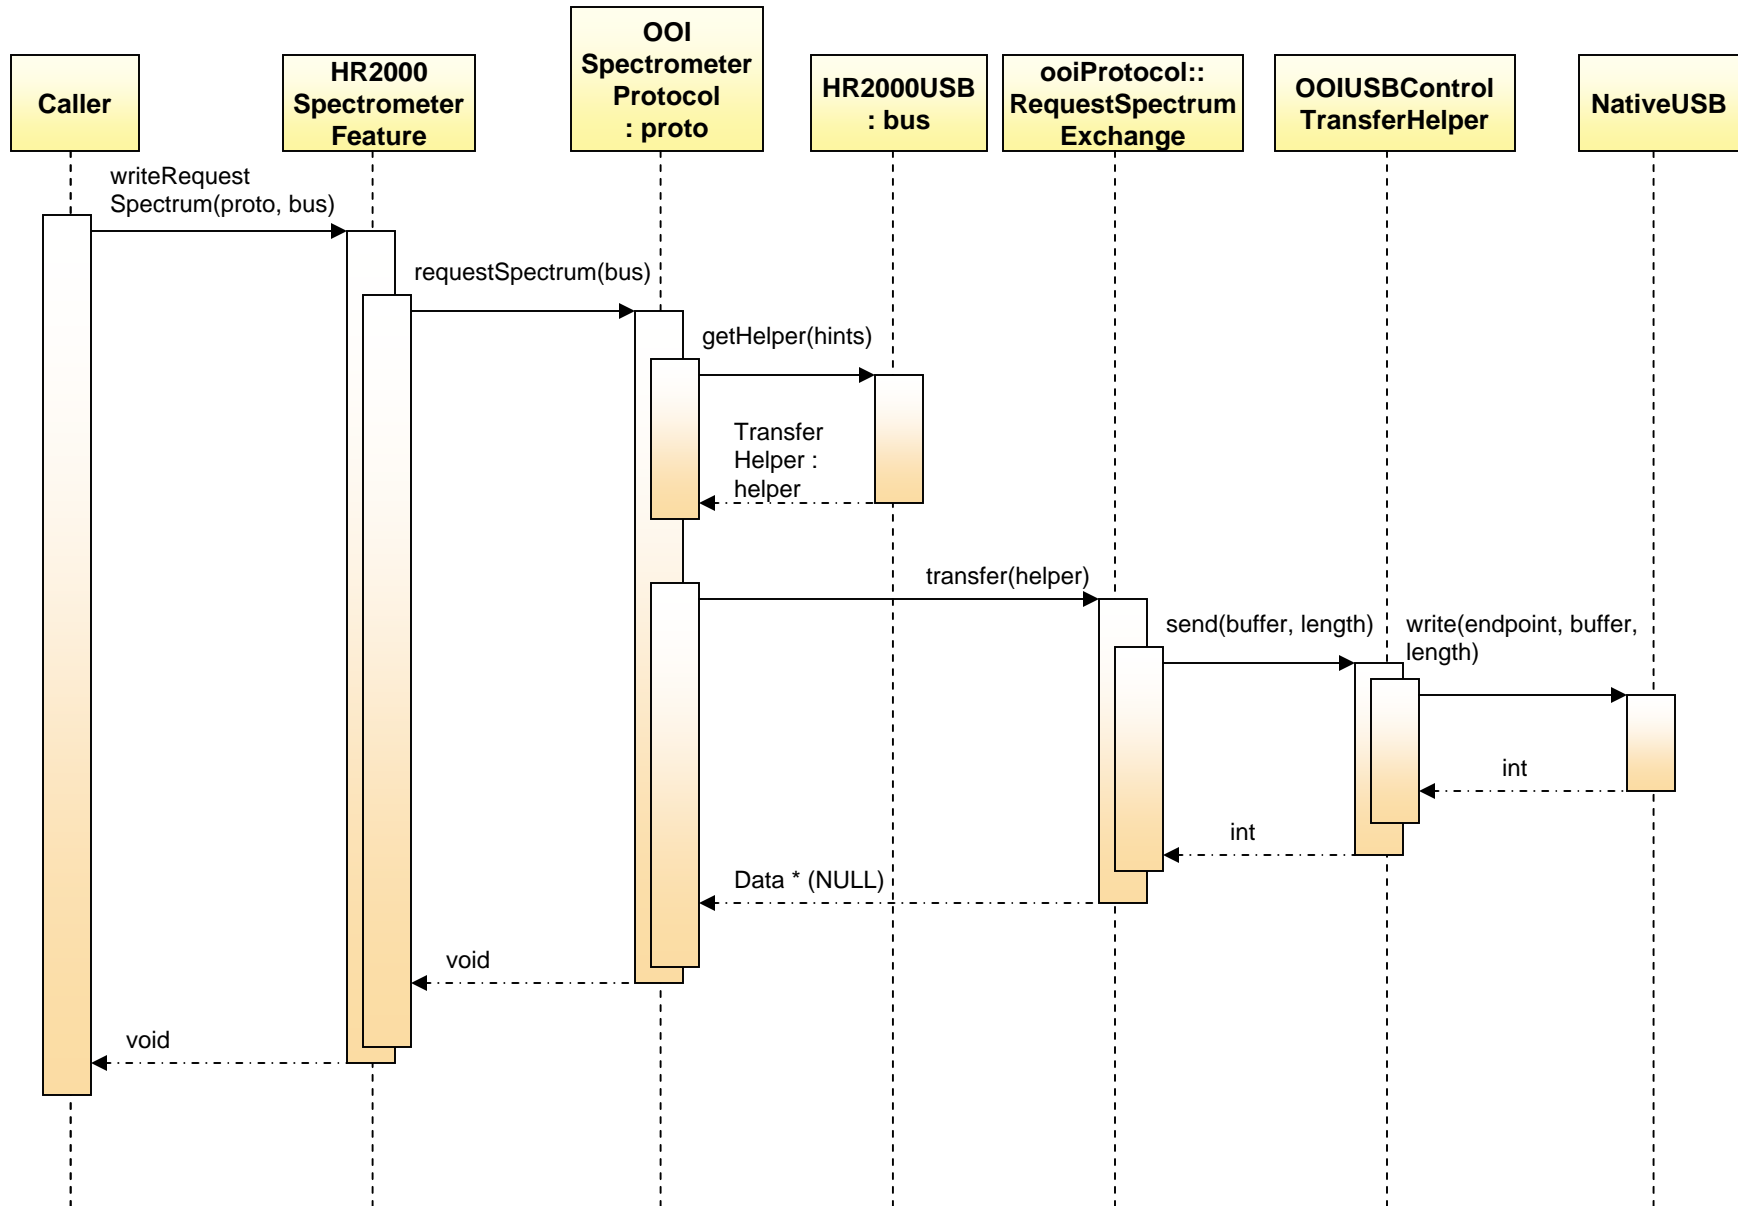 Caller
HR2000
Spectrometer
Feature
OOI
Spectrometer
Protocol
: proto
HR2000USB
: bus
ooiProtocol::
RequestSpectrum
Exchange
OOIUSBControl
TransferHelper
NativeUSB
writeRequest
Spectrum(proto, bus)
requestSpectrum(bus)
getHelper(hints)
Transfer
Helper :
helper
transfer(helper)
send(buffer, length)
write(endpoint, buffer,
length)
int
int
Data * (NULL)
void
void